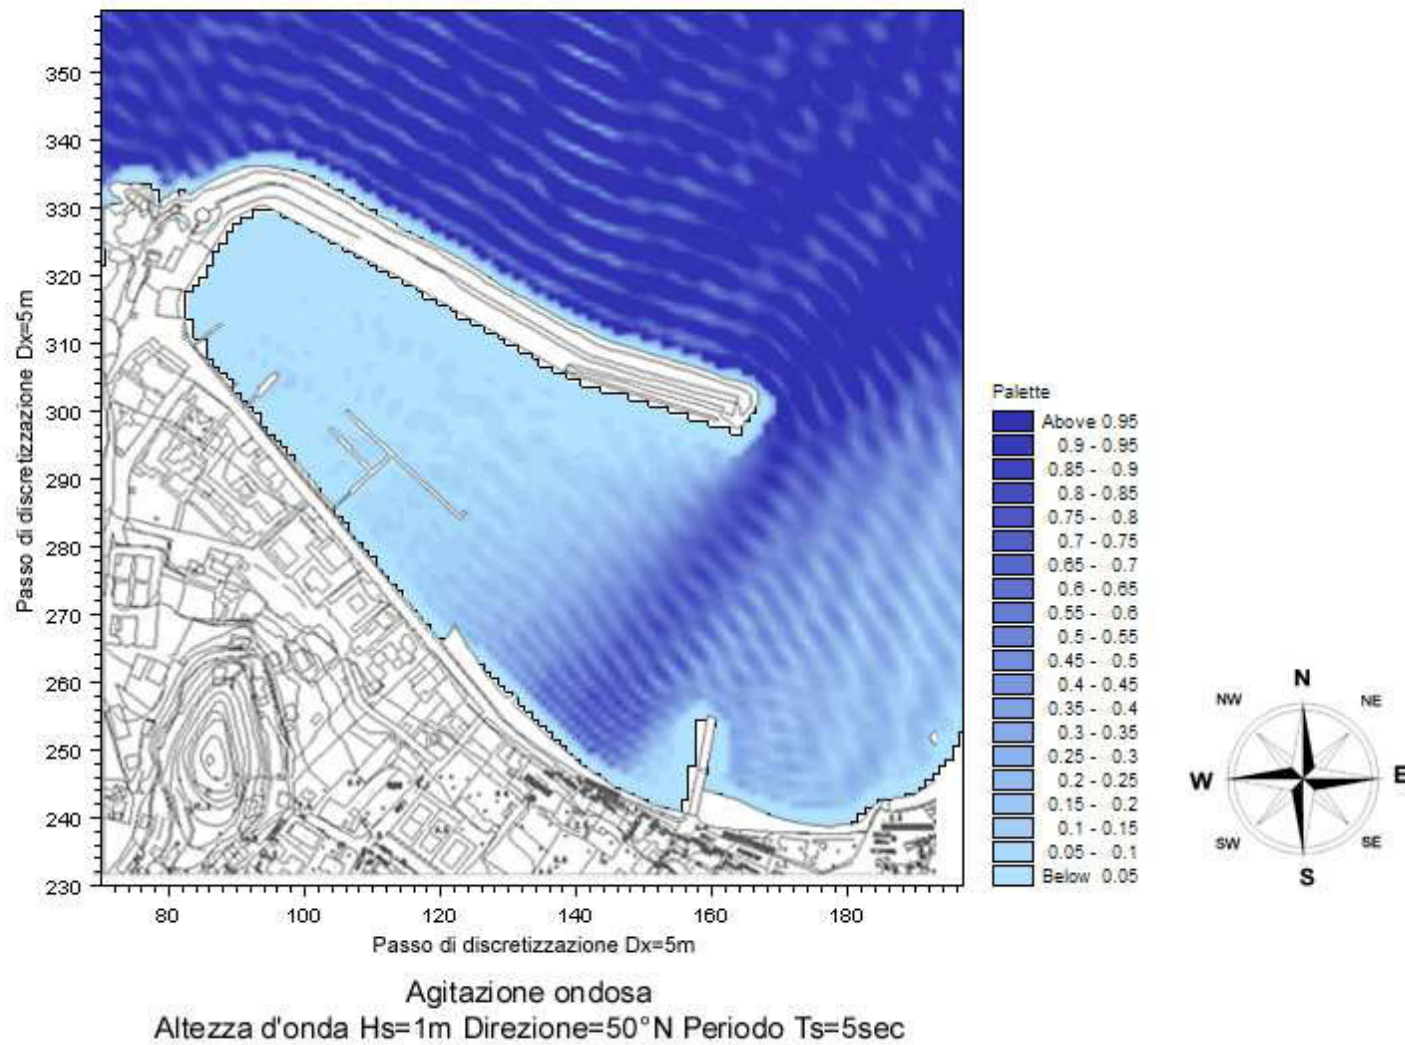 350
340
330
320
310
300
290
280
270
260
250
240
230
Passo di discretizzazione Dx=5m
80 100 120 140 160 180
Passo di discretizzazione Dx=5m
Palette
Above 0.95
0.9 - 0.95
0.85 - 0.9
0.8 - 0.85
0.75 - 0.8
0.7 - 0.75
0.65 - 0.7
0.6 - 0.65
0.55 - 0.6
0.5 - 0.55
0.45 - 0.5
0.4 - 0.45
0.35 - 0.4
0.3 - 0.35
0.25 - 0.3
0.2 - 0.25
0.15 - 0.2
0.1 - 0.15
0.05 - 0.1
Below 0.05
N
NW NE
W E
SW SE
S
Agitazione ondosa
Altezza d'onda Hs=1m Direzione=50°N Periodo Ts=5sec